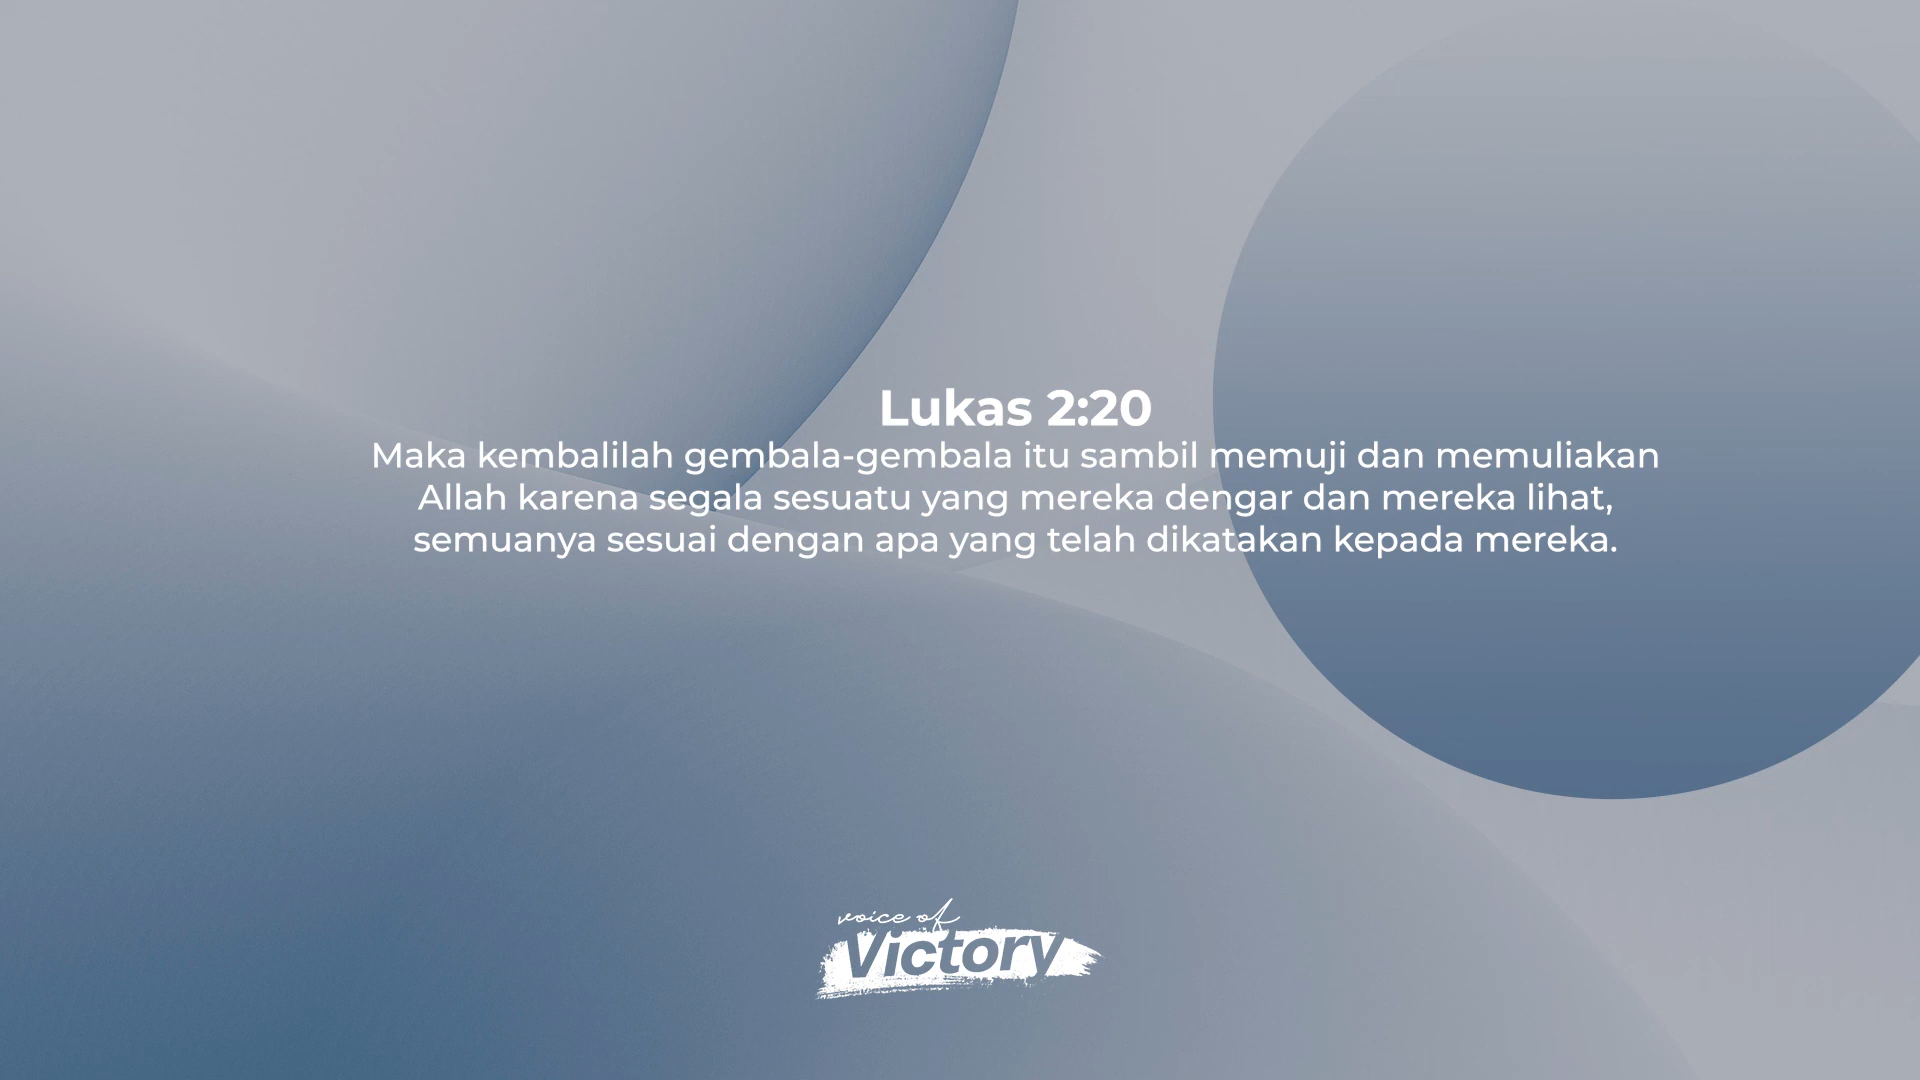 Lukas 2:20
Maka kembalilah gembala-gembala itu sambil memuji dan memuliakan
Allah karena segala sesuatu yang mereka dengar dan mereka lihat,
semuanya sesuai dengan apa yang telah dikatakan kepada mereka.
voice of
Victory